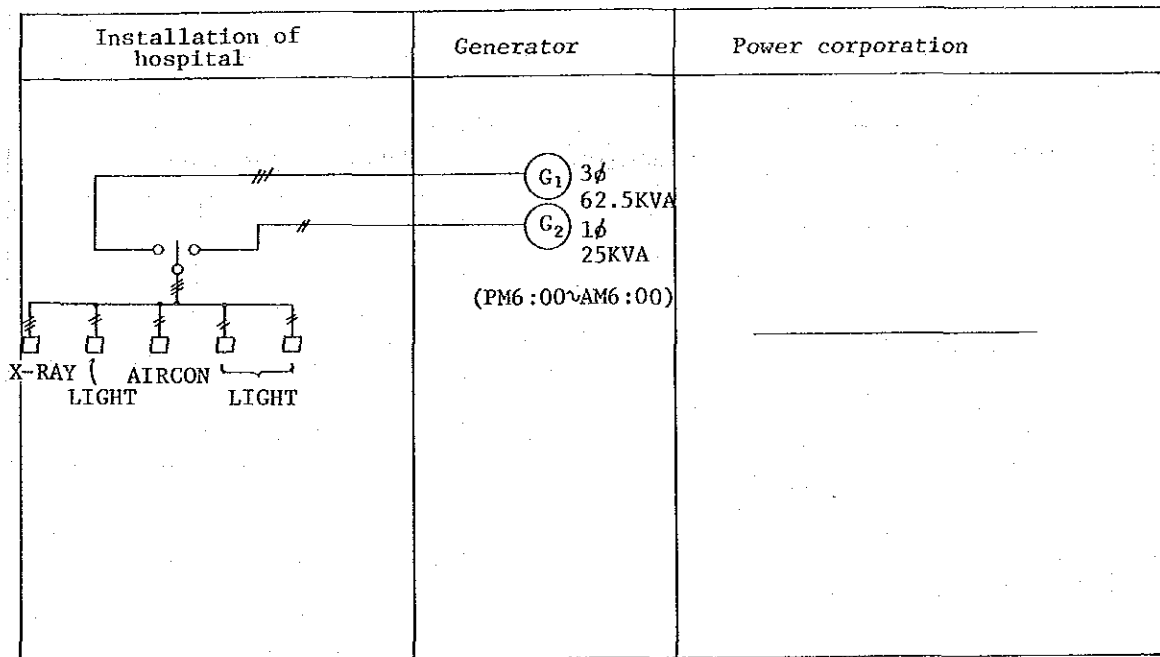 Installation of
hospital
Generator
Power corporation
G₁ 3ϕ
62.5KVA
G₂ 1ϕ
25KVA
(PM6:00~AM6:00)
X-RAY
LIGHT
AIRCON
LIGHT